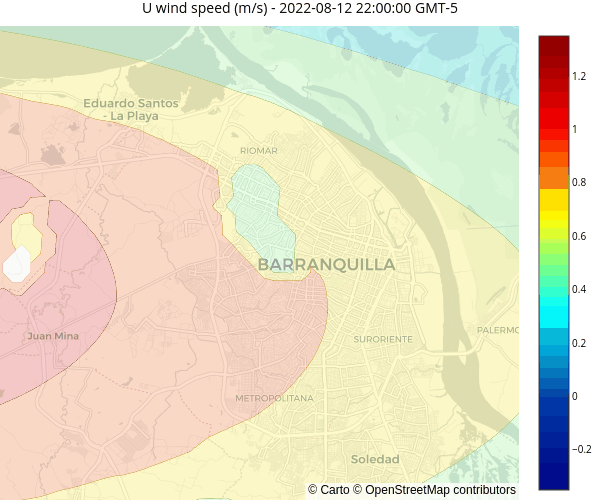 U wind speed (m/s) - 2022-08-12 22:00:00 GMT-5
Eduardo Santos
- La Playa
RIOMAR
BARRANQUILLA
Juan Mina
SURORIENTE
PALERMO
METROPOLITANA
Soledad
© Carto © OpenStreetMap contributors
1.2
1
0.8
0.6
0.4
0.2
0
−0.2